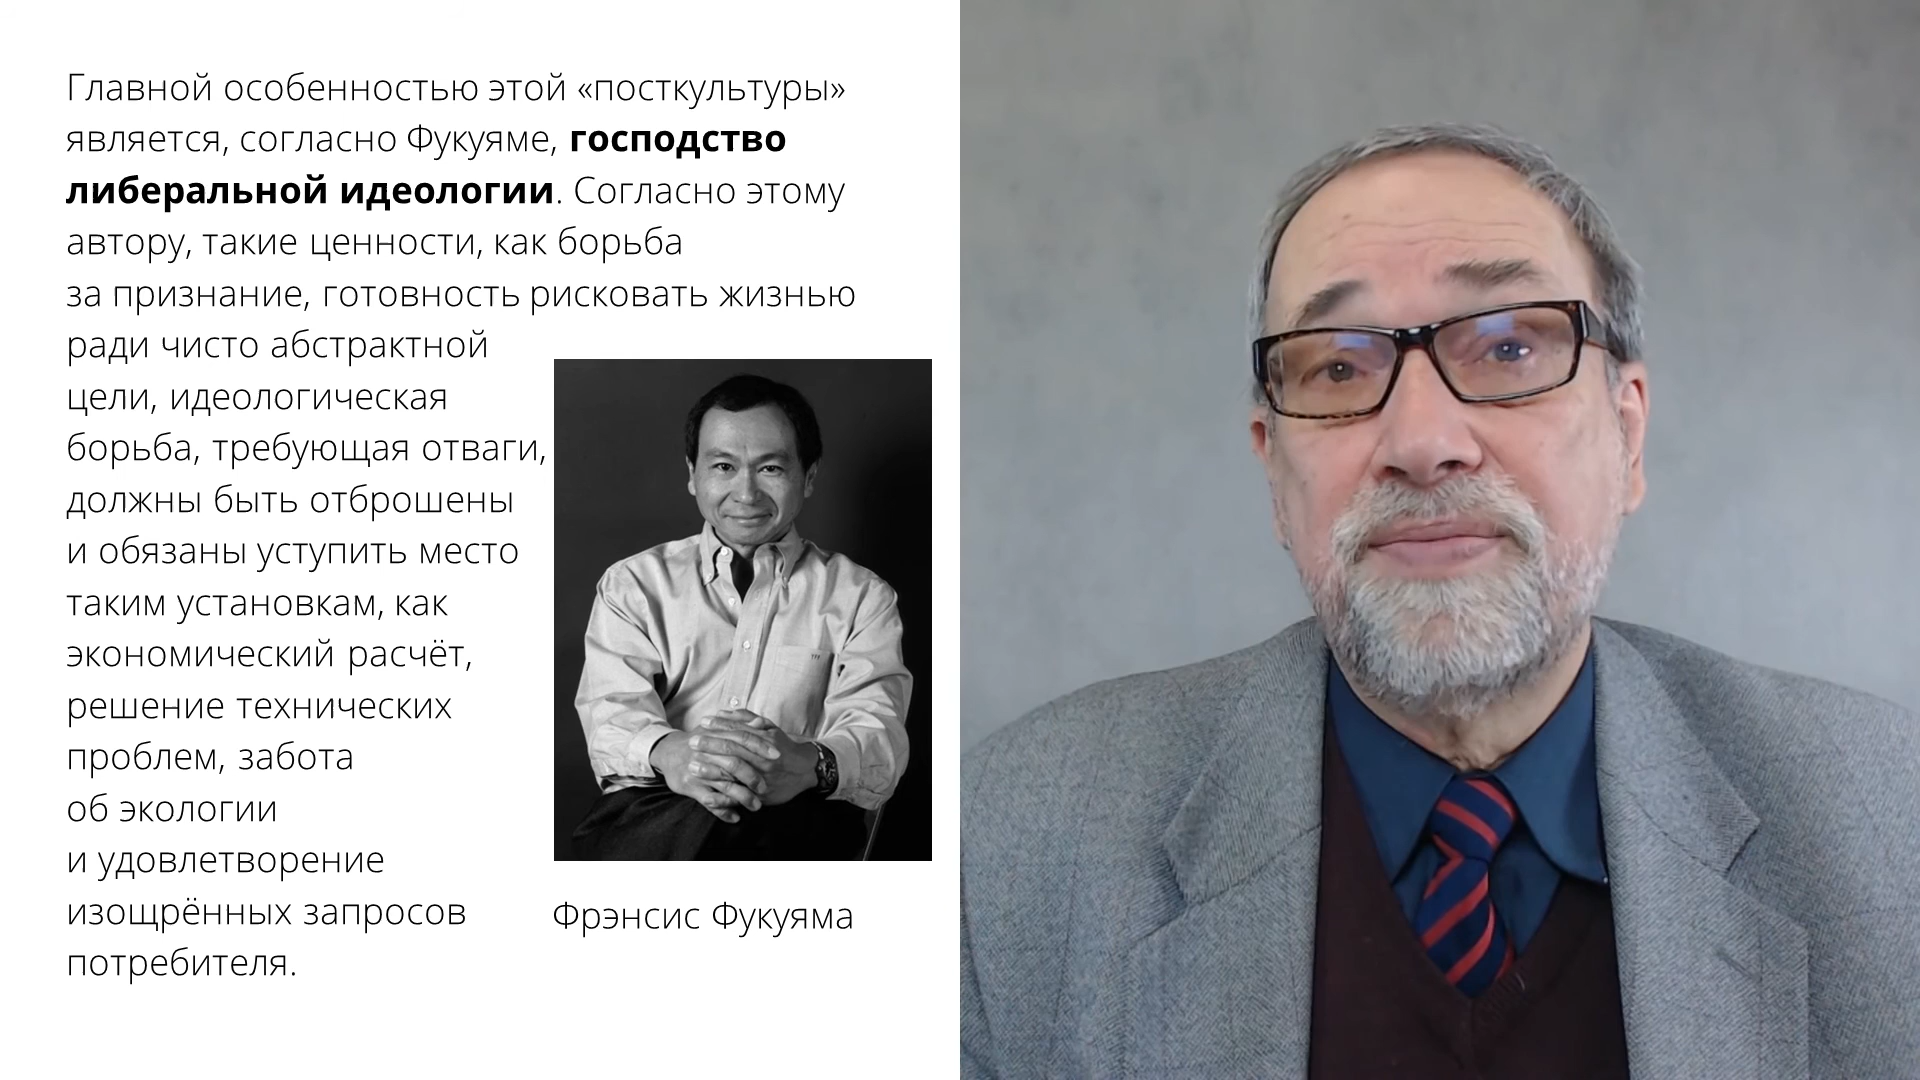 Главной особенностью этой «посткультуры»
является, согласно Фукуяме, господство
либеральной идеологии. Согласно этому
автору, такие ценности, как борьба
за признание, готовность рисковать жизнью
ради чисто абстрактной
цели, идеологическая
борьба, требующая отваги,
должны быть отброшены
и обязаны уступить место
таким установкам, как
экономический расчёт,
решение технических
проблем, забота
об экологии
и удовлетворение
изощрённых запросов
потребителя.
Фрэнсис Фукуяма